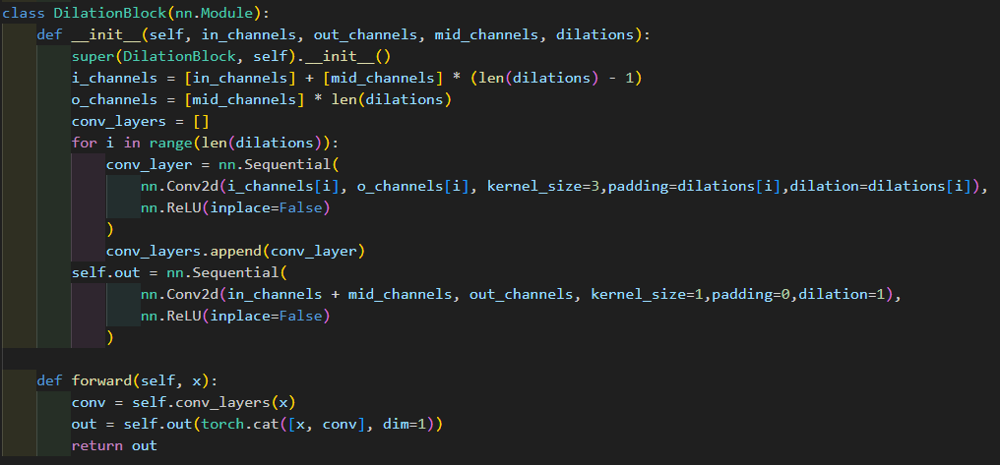 class DilationBlock(nn.Module):
    def __init__(self, in_channels, out_channels, mid_channels, dilations):
        super(DilationBlock, self).__init__()
        i_channels = [in_channels] + [mid_channels] * (len(dilations) - 1)
        o_channels = [mid_channels] * len(dilations)
        conv_layers = []
        for i in range(len(dilations)):
            conv_layer = nn.Sequential(
                nn.Conv2d(i_channels[i], o_channels[i], kernel_size=3,padding=dilations[i],dilation=dilations[i]),
                nn.ReLU(inplace=False)
            )
            conv_layers.append(conv_layer)
        self.out = nn.Sequential(
                nn.Conv2d(in_channels + mid_channels, out_channels, kernel_size=1,padding=0,dilation=1),
                nn.ReLU(inplace=False)
            )

    def forward(self, x):
        conv = self.conv_layers(x)
        out = self.out(torch.cat([x, conv], dim=1))
        return out